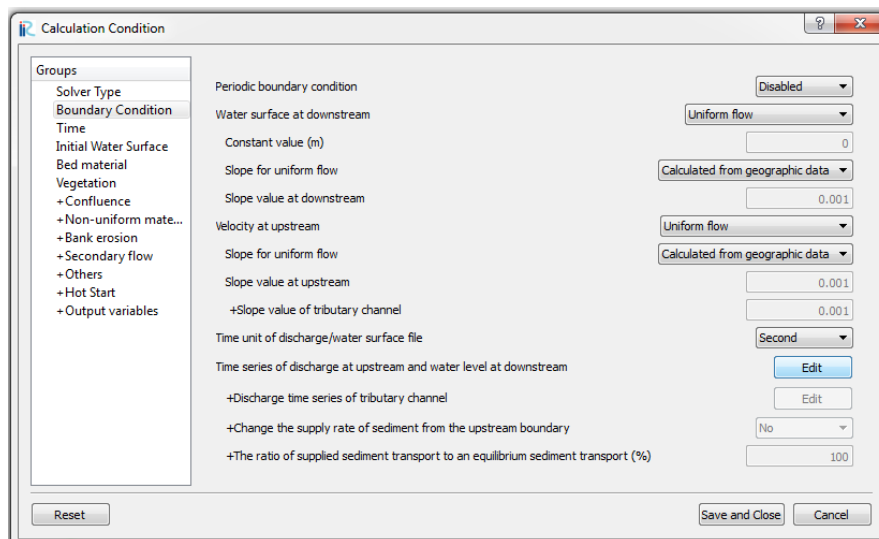 Calculation Condition
Groups
Solver Type
Boundary Condition
Time
Initial Water Surface
Bed material
Vegetation
+Confluence
+Non-uniform mate...
+Bank erosion
+Secondary flow
+Others
+Hot Start
+Output variables
Periodic boundary condition Disabled
Water surface at downstream Uniform flow
Constant value (m) 0
Slope for uniform flow Calculated from geographic data
Slope value at downstream 0.001
Velocity at upstream Uniform flow
Slope for uniform flow Calculated from geographic data
Slope value at upstream 0.001
+Slope value of tributary channel 0.001
Time unit of discharge/water surface file Second
Time series of discharge at upstream and water level at downstream Edit
+Discharge time series of tributary channel Edit
+Change the supply rate of sediment from the upstream boundary No
+The ratio of supplied sediment transport to an equilibrium sediment transport (%) 100
Reset Save and Close Cancel